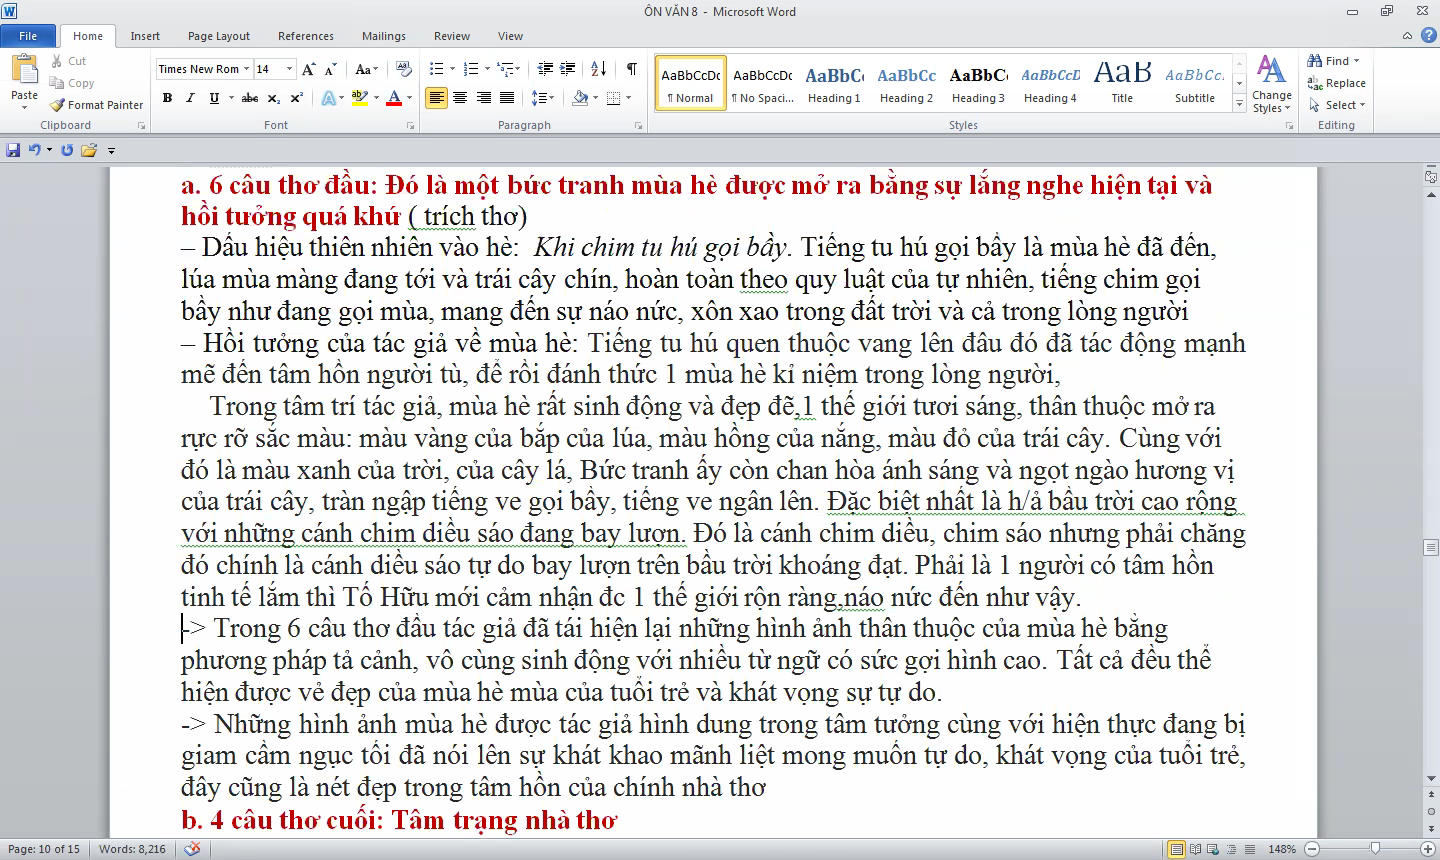 ÔN VĂN 8 - Microsoft Word
File Home Insert Page Layout References Mailings Review View
Paste
Cut
Copy
Format Painter
Clipboard
Times New Rom 14
Aa
B I U abc x₂ x² A ab A
Font
Paragraph
AaBbCcDc AaBbCcDc AaBbCc AaBbCc AaBbCc AaBbCcD AaB AaBbCc.
¶ Normal ¶ No Spaci... Heading 1 Heading 2 Heading 3 Heading 4 Title Subtitle
Styles
Change Styles
Find
Replace
Select
Editing
a. 6 câu thơ đầu: Đó là một bức tranh mùa hè được mở ra bằng sự lắng nghe hiện tại và
hồi tưởng quá khứ ( trích thơ)
– Dấu hiệu thiên nhiên vào hè: Khi chim tu hú gọi bầy. Tiếng tu hú gọi bầy là mùa hè đã đến,
lúa mùa màng đang tới và trái cây chín, hoàn toàn theo quy luật của tự nhiên, tiếng chim gọi
bầy như đang gọi mùa, mang đến sự náo nức, xôn xao trong đất trời và cả trong lòng người
– Hồi tưởng của tác giả về mùa hè: Tiếng tu hú quen thuộc vang lên đâu đó đã tác động mạnh
mẽ đến tâm hồn người tù, để rồi đánh thức 1 mùa hè kỉ niệm trong lòng người,
Trong tâm trí tác giả, mùa hè rất sinh động và đẹp đẽ,1 thế giới tươi sáng, thân thuộc mở ra
rực rỡ sắc màu: màu vàng của bắp của lúa, màu hồng của nắng, màu đỏ của trái cây. Cùng với
đó là màu xanh của trời, của cây lá, Bức tranh ấy còn chan hòa ánh sáng và ngọt ngào hương vị
của trái cây, tràn ngập tiếng ve gọi bầy, tiếng ve ngân lên. Đặc biệt nhất là h/ả bầu trời cao rộng
với những cánh chim diều sáo đang bay lượn. Đó là cánh chim diều, chim sáo nhưng phải chăng
đó chính là cánh diều sáo tự do bay lượn trên bầu trời khoáng đạt. Phải là 1 người có tâm hồn
tinh tế lắm thì Tố Hữu mới cảm nhận đc 1 thế giới rộn ràng,náo nức đến như vậy.
-> Trong 6 câu thơ đầu tác giả đã tái hiện lại những hình ảnh thân thuộc của mùa hè bằng
phương pháp tả cảnh, vô cùng sinh động với nhiều từ ngữ có sức gợi hình cao. Tất cả đều thể
hiện được vẻ đẹp của mùa hè mùa của tuổi trẻ và khát vọng sự tự do.
-> Những hình ảnh mùa hè được tác giả hình dung trong tâm tưởng cùng với hiện thực đang bị
giam cầm ngục tối đã nói lên sự khát khao mãnh liệt mong muốn tự do, khát vọng của tuổi trẻ,
đây cũng là nét đẹp trong tâm hồn của chính nhà thơ
b. 4 câu thơ cuối: Tâm trạng nhà thơ
Page: 10 of 15 Words: 8,216 148%